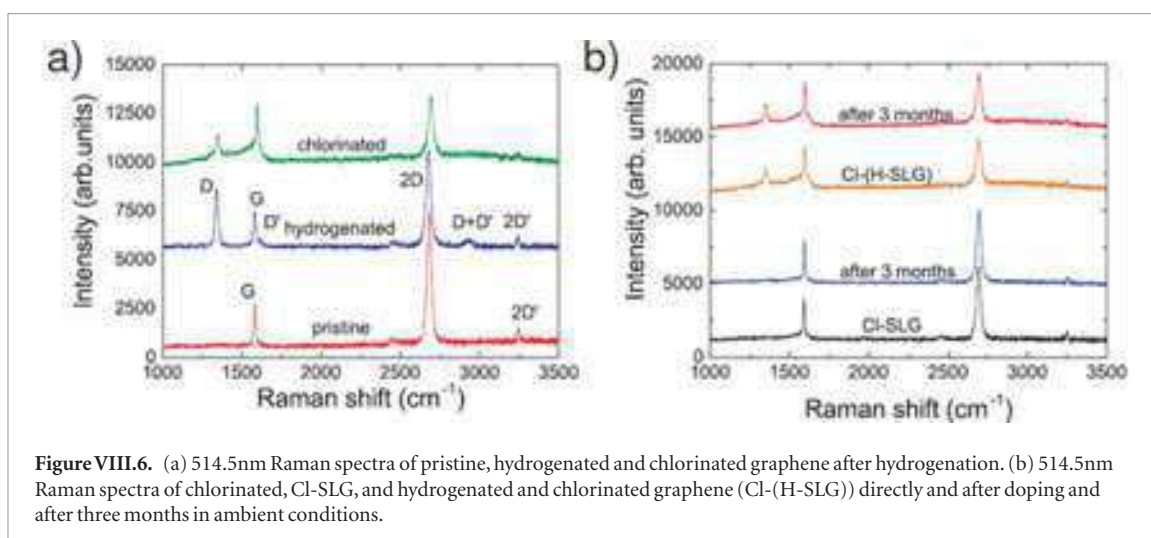 a)
15000
12500
10000
7500
5000
2500
0
Intensity (arb.units)
chlorinated
2D
D
G
D'
hydrogenated
D+D'
2D'
G
pristine
2D'
1000 1500 2000 2500 3000 3500
Raman shift (cm⁻¹)
b)
20000
15000
10000
5000
0
Intensity (arb. units)
after 3 months
Cl-(H-SLG)
after 3 months
Cl-SLG
1000 1500 2000 2500 3000 3500
Raman shift (cm⁻¹)
Figure VIII.6. (a) 514.5nm Raman spectra of pristine, hydrogenated and chlorinated graphene after hydrogenation. (b) 514.5nm
Raman spectra of chlorinated, Cl-SLG, and hydrogenated and chlorinated graphene (Cl-(H-SLG)) directly and after doping and
after three months in ambient conditions.